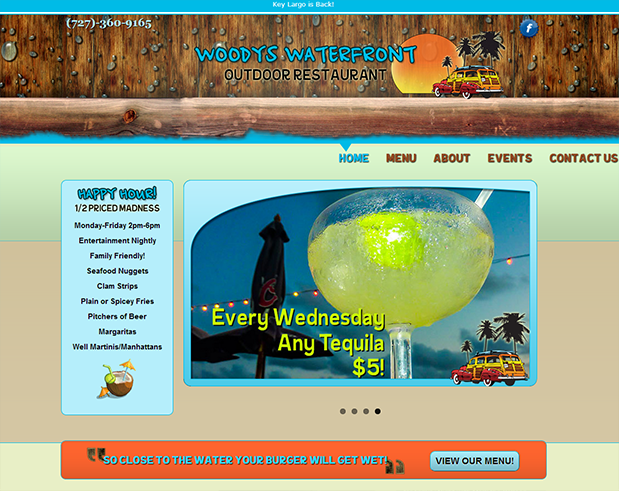 Key Largo is Back!
(727)-360-9165
WOODYS WATERFRONT
OUTDOOR RESTAURANT
f
HOME MENU ABOUT EVENTS CONTACT US
HAPPY HOUR!
1/2 PRICED MADNESS
Monday-Friday 2pm-6pm
Entertainment Nightly
Family Friendly!
Seafood Nuggets
Clam Strips
Plain or Spicey Fries
Pitchers of Beer
Margaritas
Well Martinis/Manhattans
Every Wednesday
Any Tequila
$5!
"SO CLOSE TO THE WATER YOUR BURGER WILL GET WET!"
VIEW OUR MENU!